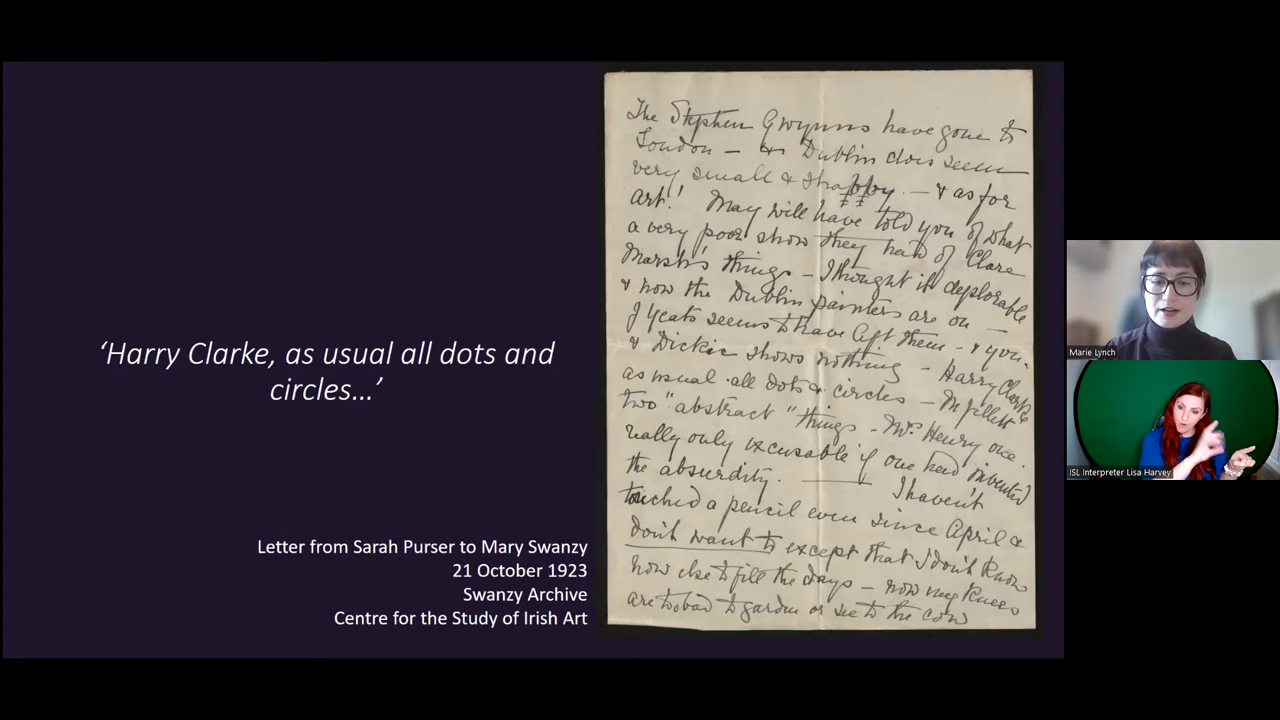 ‘Harry Clarke, as usual all dots and
circles...’
Letter from Sarah Purser to Mary Swanzy
21 October 1923
Swanzy Archive
Centre for the Study of Irish Art
The Stephen Gwynns have gone to
London — & Dublin does seem
very small & — & as for
art! May will have told you of what
a very poor show they had of Clare
Marsh's things — I thought it deplorable
& now the Dublin painters are on —
J Yeats seems to have left them — & you
& Dickie shows nothing — Harry Clarke
as usual all dots & circles — M Jellett
two "abstract" things — Mrs Henry one
really only excusable if one had invented
the absurdity. — I haven't
touched a pencil even since April &
don't want to except that I don't know
how else to fill the days — now my knees
are too bad to garden or see to the cow
Marie Lynch
ISL Interpreter Lisa Harvey